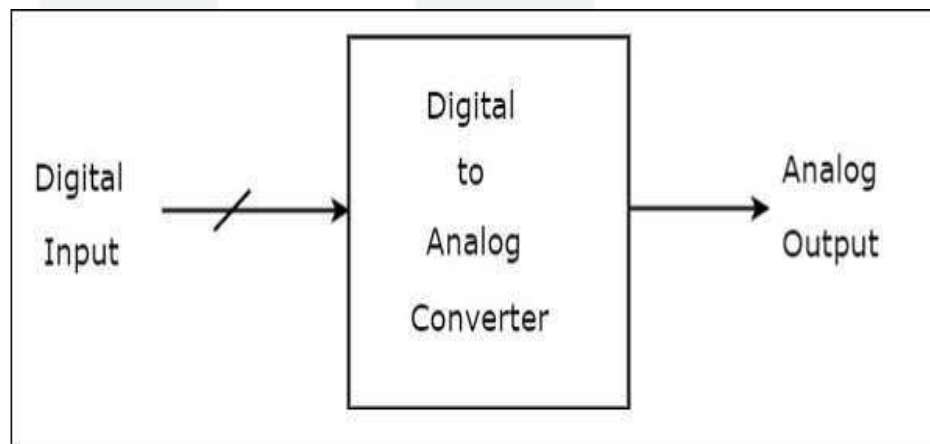 Digital
Input
Digital
to
Analog
Converter
Analog
Output